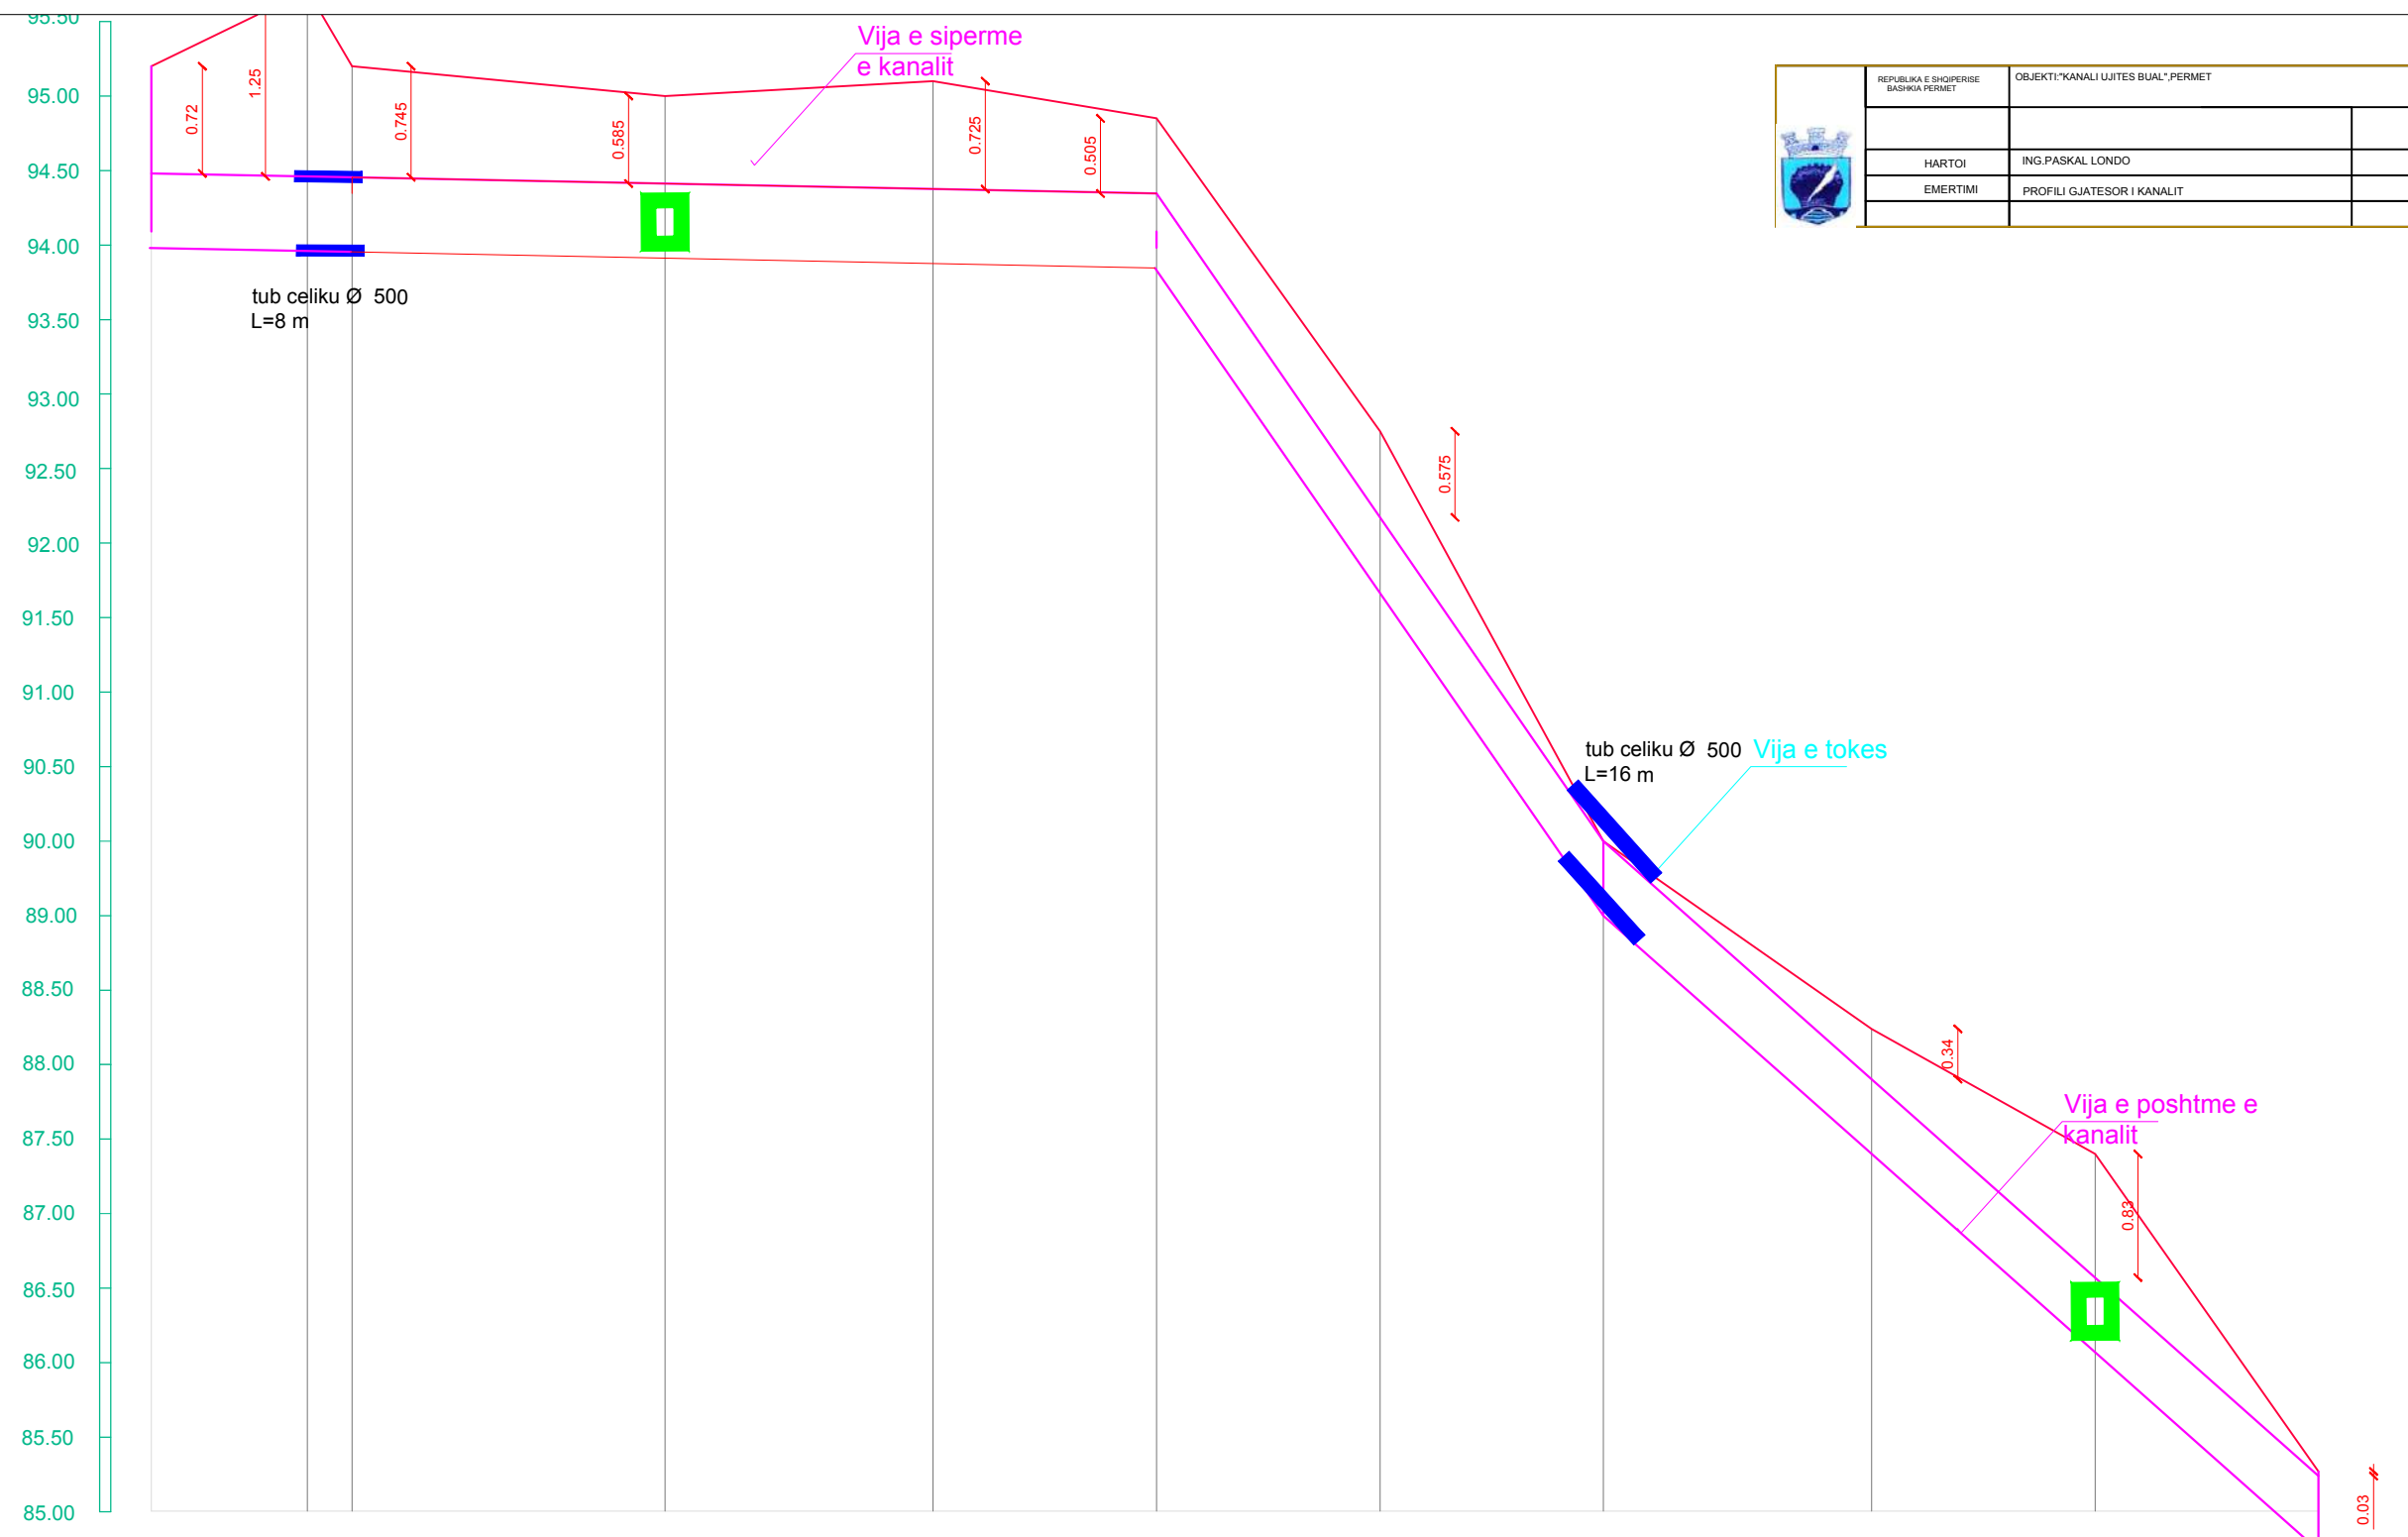 95.50
95.00
94.50
94.00
93.50
93.00
92.50
92.00
91.50
91.00
90.50
90.00
89.00
88.50
88.00
87.50
87.00
86.50
86.00
85.50
85.00
0.72
1.25
0.745
0.585
0.725
0.505
0.575
0.34
0.83
0.03
Vija e siperme
e kanalit
tub celiku Ø 500
L=8 m
tub celiku Ø 500
L=16 m
Vija e tokes
Vija e poshtme e
kanalit
REPUBLIKA E SHQIPERISE
BASHKIA PERMET
OBJEKTI:"KANALI UJITES BUAL",PERMET
HARTOI
ING.PASKAL LONDO
EMERTIMI
PROFILI GJATESOR I KANALIT